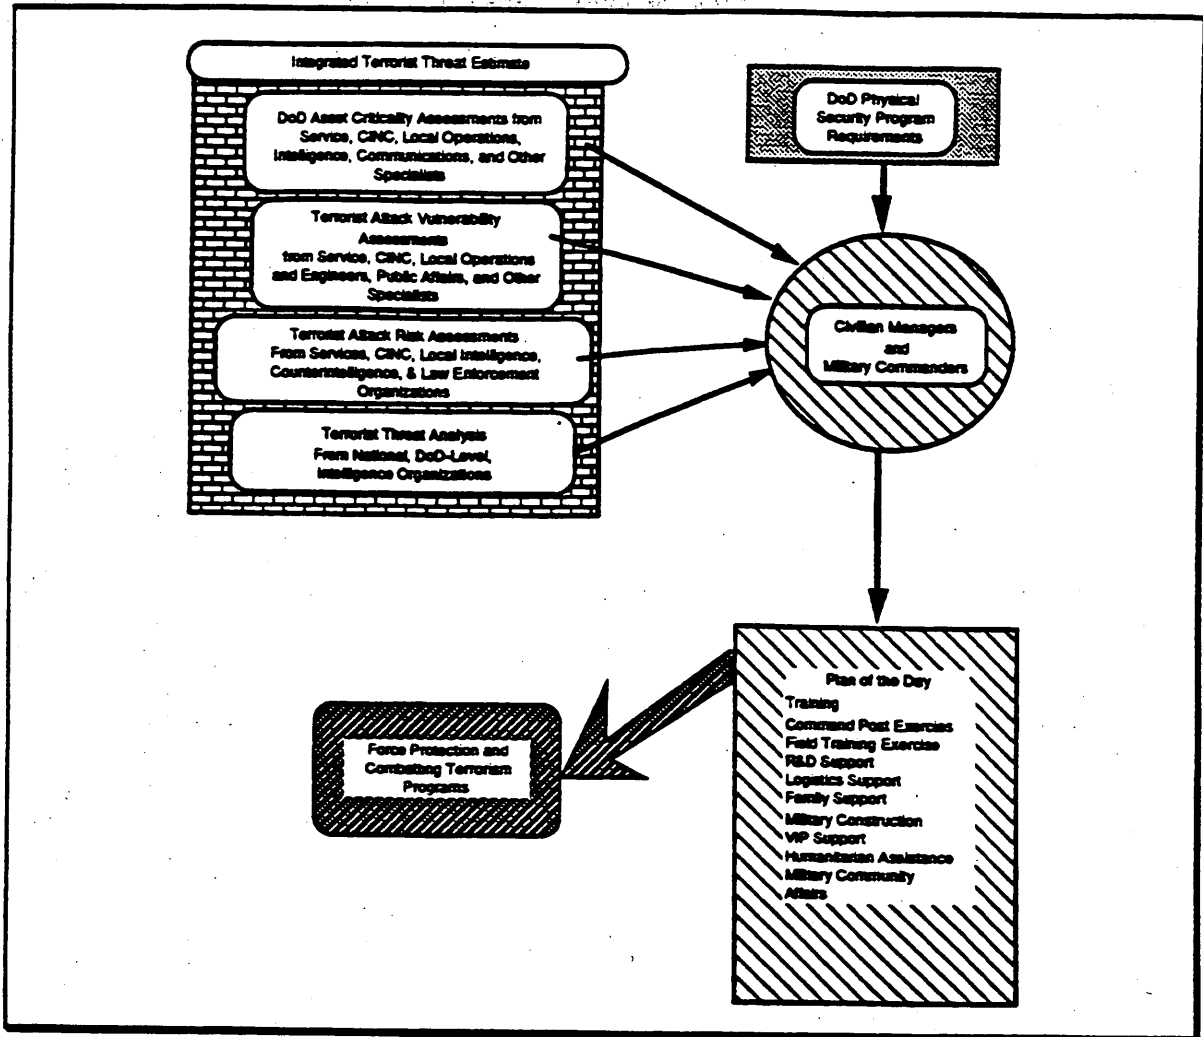 Integrated Terrorist Threat Estimate
DoD Asset Criticality Assessments from
Service, CINC, Local Operations,
Intelligence, Communications, and Other
Specialists
Terrorist Attack Vulnerability
Assessments
from Service, CINC, Local Operations
and Engineers, Public Affairs, and Other
Specialists
Terrorist Attack Risk Assessments
From Services, CINC, Local Intelligence,
Counterintelligence, & Law Enforcement
Organizations
Terrorist Threat Analysis
From National, DoD-Level,
Intelligence Organizations
DoD Physical
Security Program
Requirements
Civilian Managers
and
Military Commanders
Plan of the Day
Training
Command Post Exercies
Field Training Exercise
R&D Support
Logistics Support
Family Support
Military Construction
VIP Support
Humanitarian Assistance
Military Community
Affairs
Force Protection and
Combatting Terrorism
Programs